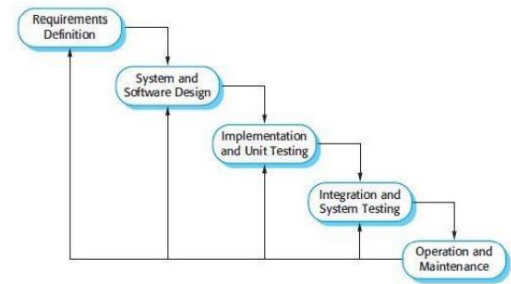 Requirements
Definition
System and
Software Design
Implementation
and Unit Testing
Integration and
System Testing
Operation and
Maintenance